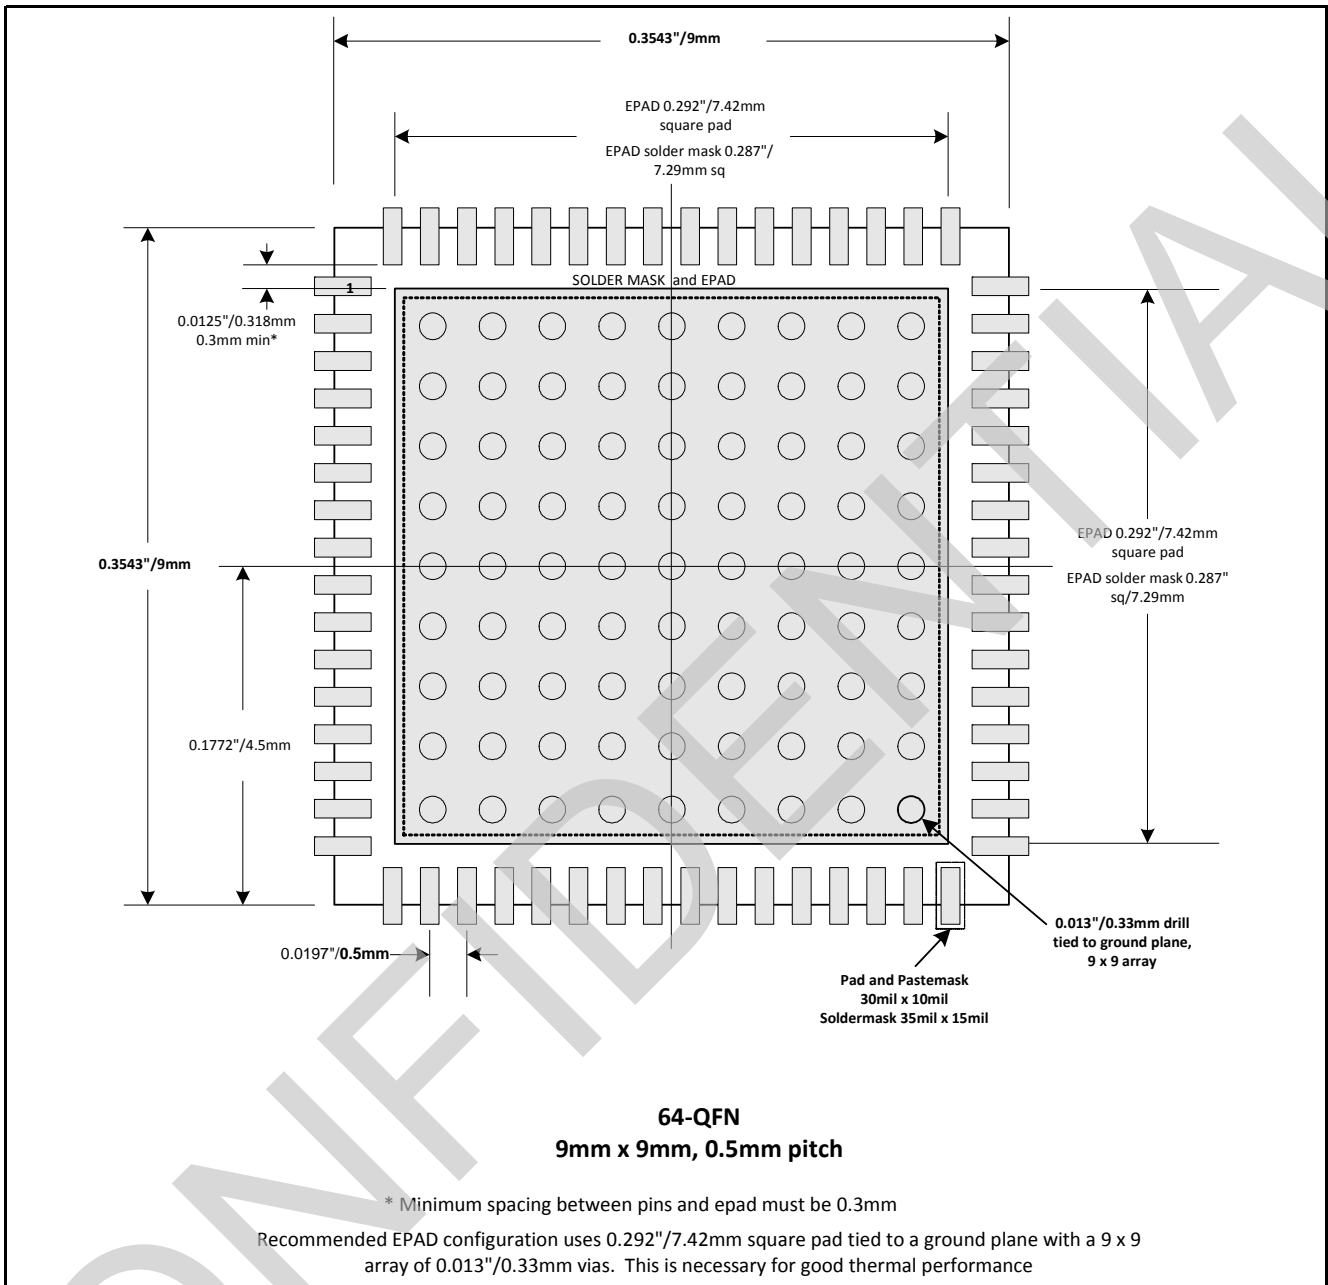 0.3543"/9mm
EPAD 0.292"/7.42mm
square pad
EPAD solder mask 0.287"/
7.29mm sq
SOLDER MASK and EPAD
1
0.0125"/0.318mm
0.3mm min*
0.3543"/9mm
EPAD 0.292"/7.42mm
square pad
EPAD solder mask 0.287"
sq/7.29mm
0.1772"/4.5mm
0.0197"/0.5mm
0.013"/0.33mm drill
tied to ground plane,
9 x 9 array
Pad and Pastemask
30mil x 10mil
Soldermask 35mil x 15mil
64-QFN
9mm x 9mm, 0.5mm pitch
* Minimum spacing between pins and epad must be 0.3mm
Recommended EPAD configuration uses 0.292"/7.42mm square pad tied to a ground plane with a 9 x 9
array of 0.013"/0.33mm vias.  This is necessary for good thermal performance
ONFIDENTIAL